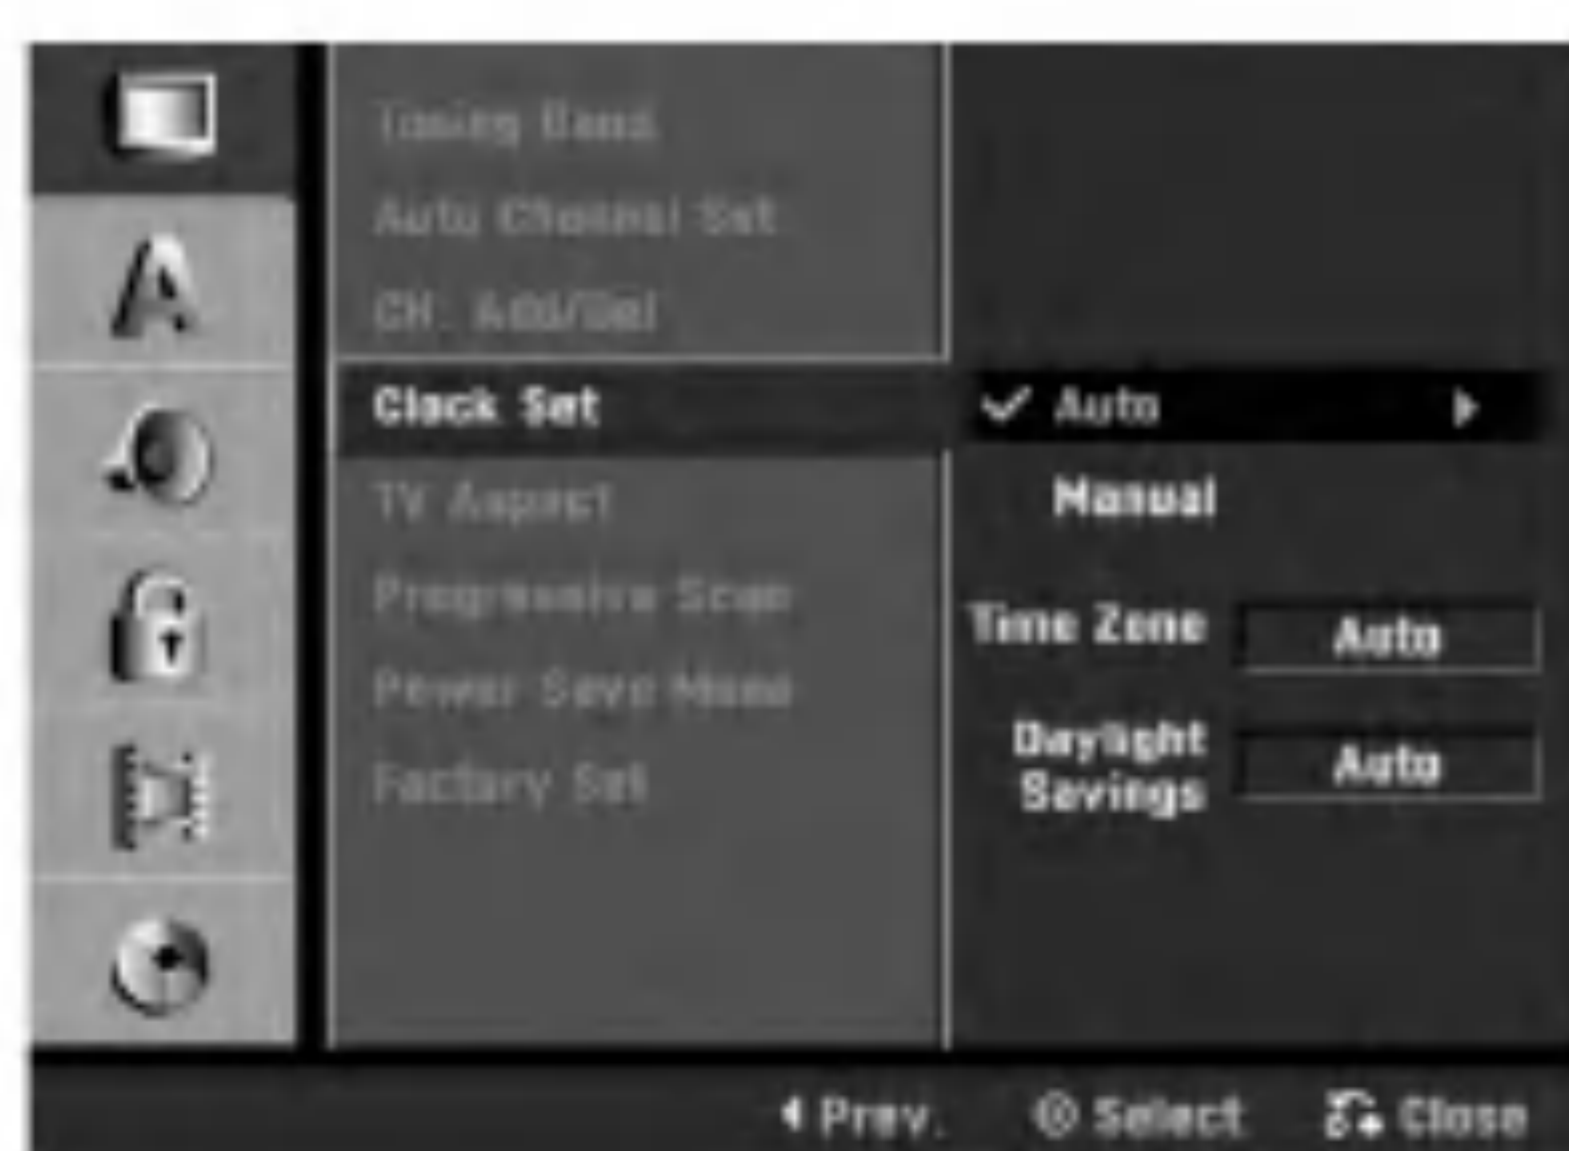 Tuning Band
Auto Channel Set
CH. Add/Del
Clock Set
Auto
Manual
TV Aspect
Progressive Scan
Time Zone
Auto
Power Save Mode
Daylight
Savings
Auto
Factory Set
Prev.
Select
Close